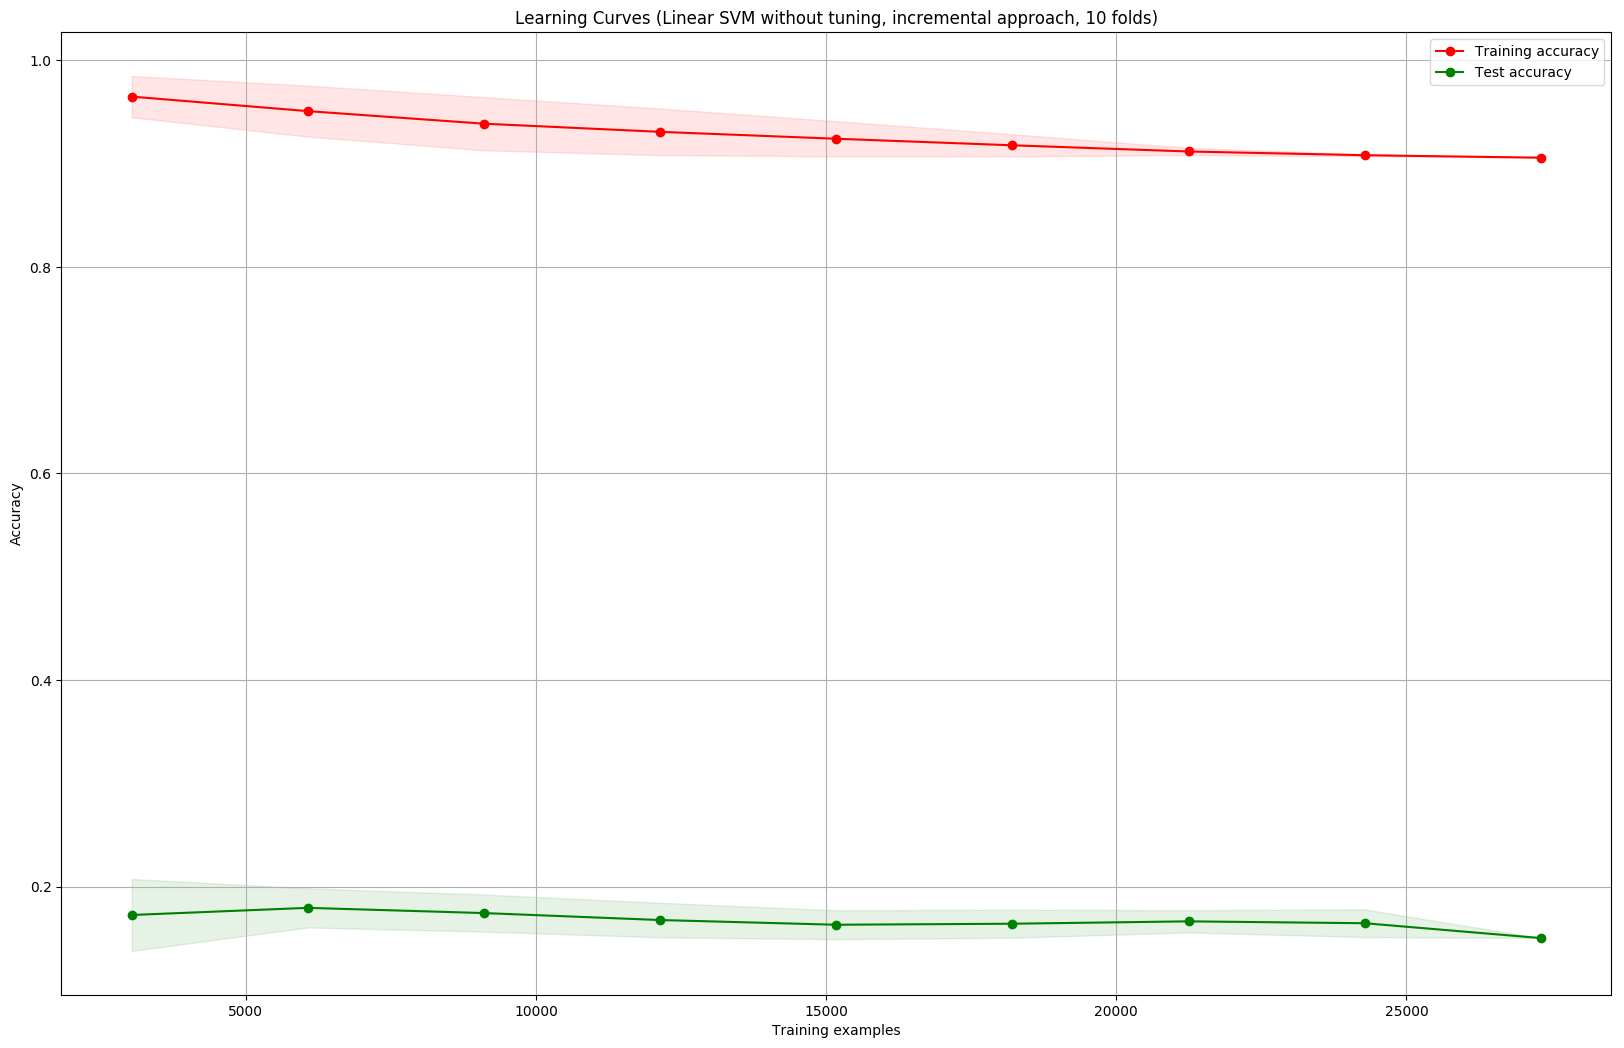 Learning Curves (Linear SVM without tuning, incremental approach, 10 folds)
Training accuracy
Test accuracy
1.0
0.8
0.6
0.4
0.2
Accuracy
5000 10000 15000 20000 25000
Training examples